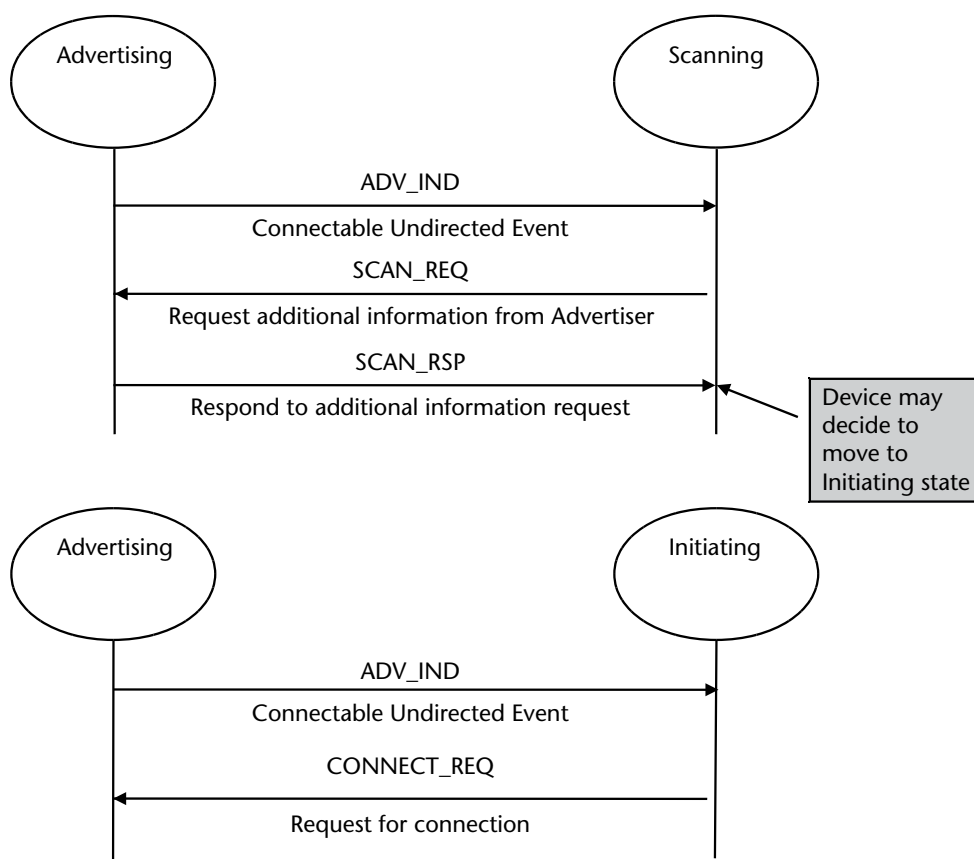 Advertising
Scanning
ADV_IND
Connectable Undirected Event
SCAN_REQ
Request additional information from Advertiser
SCAN_RSP
Respond to additional information request
Device may
decide to
move to
Initiating state
Advertising
Initiating
ADV_IND
Connectable Undirected Event
CONNECT_REQ
Request for connection